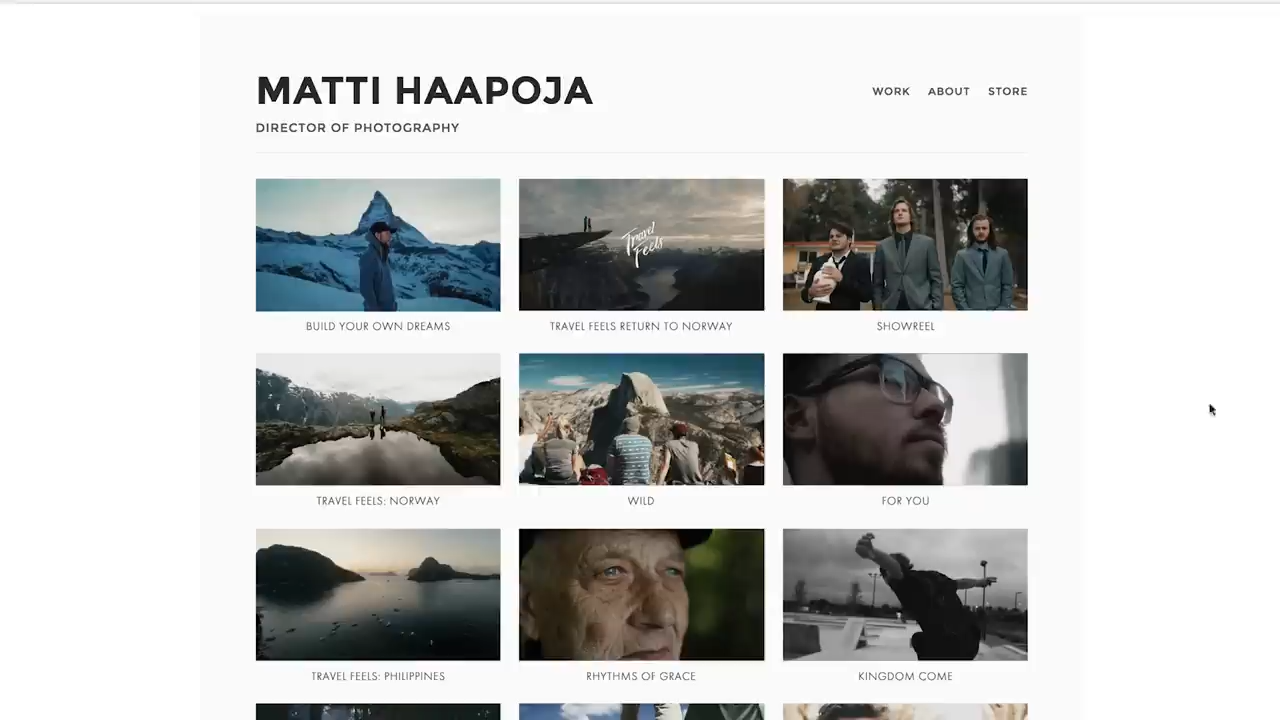 MATTI HAAPOJA
WORK ABOUT STORE
DIRECTOR OF PHOTOGRAPHY
Travel
Feels
BUILD YOUR OWN DREAMS
TRAVEL FEELS RETURN TO NORWAY
SHOWREEL
TRAVEL FEELS: NORWAY
WILD
FOR YOU
TRAVEL FEELS: PHILIPPINES
RHYTHMS OF GRACE
KINGDOM COME